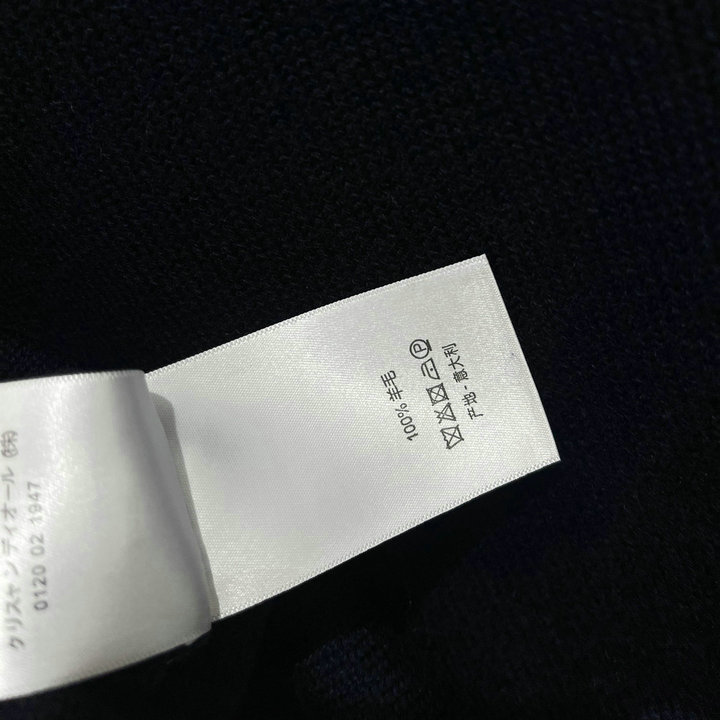 100%羊毛
产地 - 意大利
クリスチャン ディオール ㈱
0120 02 1947